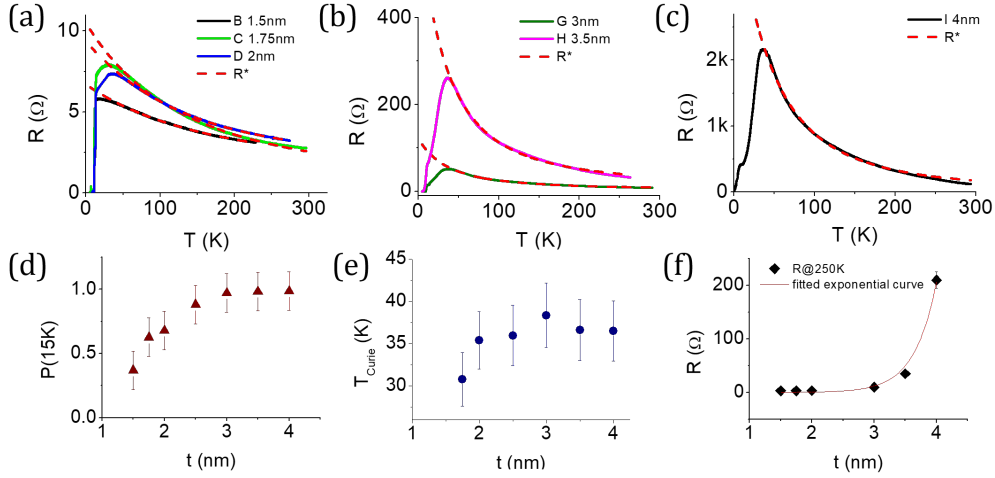 (a)
B 1.5nm
C 1.75nm
D 2nm
R*
R (Ω)
10
5
0
0 100 200 300
T (K)
(b)
G 3nm
H 3.5nm
R*
R (Ω)
400
200
0
0 100 200 300
T (K)
(c)
I 4nm
R*
R (Ω)
2k
1k
0
0 100 200 300
T (K)
(d)
P(15K)
1.0
0.5
0.0
1 2 3 4
t (nm)
(e)
T_Curie (K)
45
40
35
30
1 2 3 4
t (nm)
(f)
R@250K
fitted exponential curve
R (Ω)
200
100
0
1 2 3 4
t (nm)